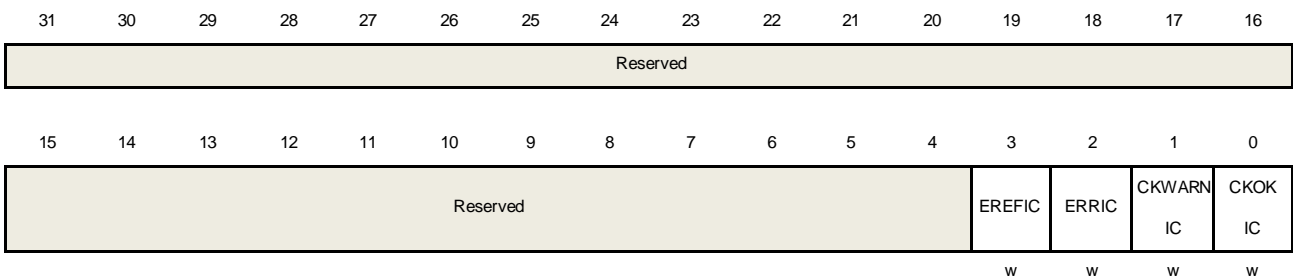 31 30 29 28 27 26 25 24 23 22 21 20 19 18 17 16
Reserved
15 14 13 12 11 10 9 8 7 6 5 4 3 2 1 0
Reserved EREFIC ERRIC CKWARN IC CKOK IC
w w w w